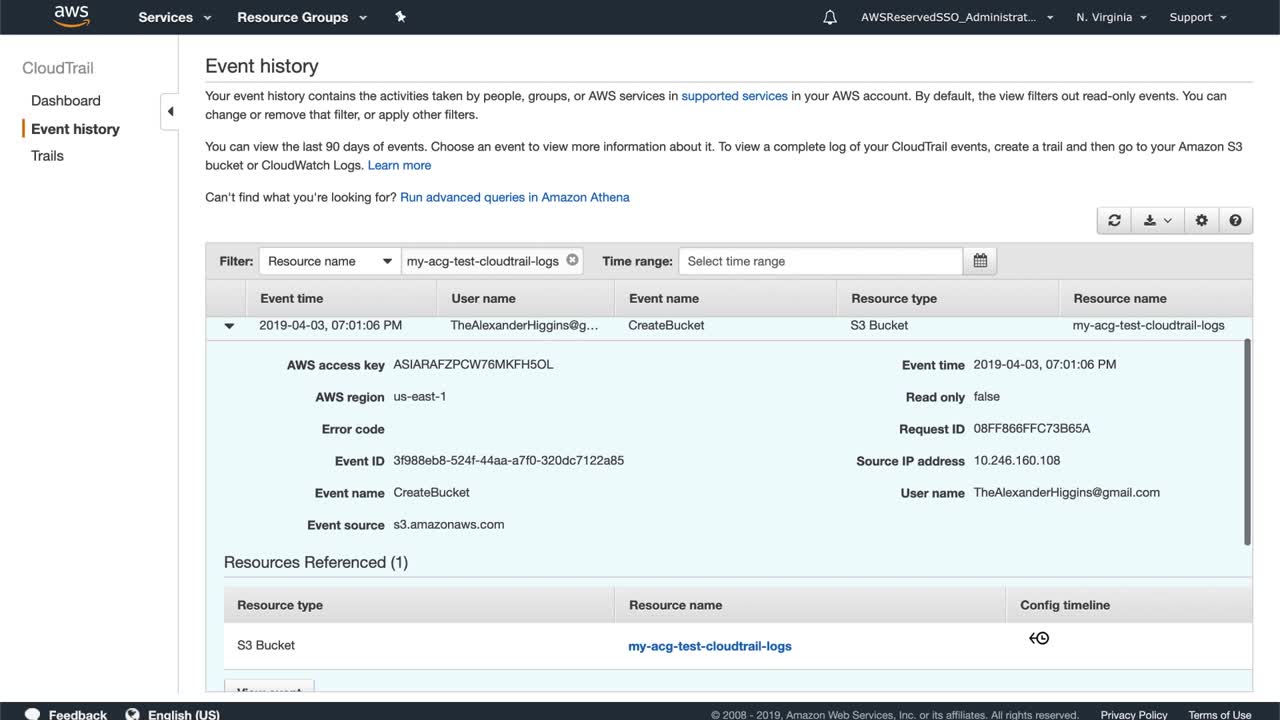 aws
Services
Resource Groups
AWSReservedSSO_Administrat...
N. Virginia
Support
CloudTrail
Dashboard
Event history
Trails
Event history
Your event history contains the activities taken by people, groups, or AWS services in supported services in your AWS account. By default, the view filters out read-only events. You can
change or remove that filter, or apply other filters.
You can view the last 90 days of events. Choose an event to view more information about it. To view a complete log of your CloudTrail events, create a trail and then go to your Amazon S3
bucket or CloudWatch Logs. Learn more
Can't find what you're looking for? Run advanced queries in Amazon Athena
Filter: Resource name my-acg-test-cloudtrail-logs Time range: Select time range
Event time User name Event name Resource type Resource name
2019-04-03, 07:01:06 PM TheAlexanderHiggins@g... CreateBucket S3 Bucket my-acg-test-cloudtrail-logs
AWS access key ASIARAFZPCW76MKFH5OL Event time 2019-04-03, 07:01:06 PM
AWS region us-east-1 Read only false
Error code Request ID 08FF866FFC73B65A
Event ID 3f988eb8-524f-44aa-a7f0-320dc7122a85 Source IP address 10.246.160.108
Event name CreateBucket User name TheAlexanderHiggins@gmail.com
Event source s3.amazonaws.com
Resources Referenced (1)
Resource type Resource name Config timeline
S3 Bucket my-acg-test-cloudtrail-logs
View event
Feedback English (US) © 2008 - 2019, Amazon Web Services, Inc. or its affiliates. All rights reserved. Privacy Policy Terms of Use